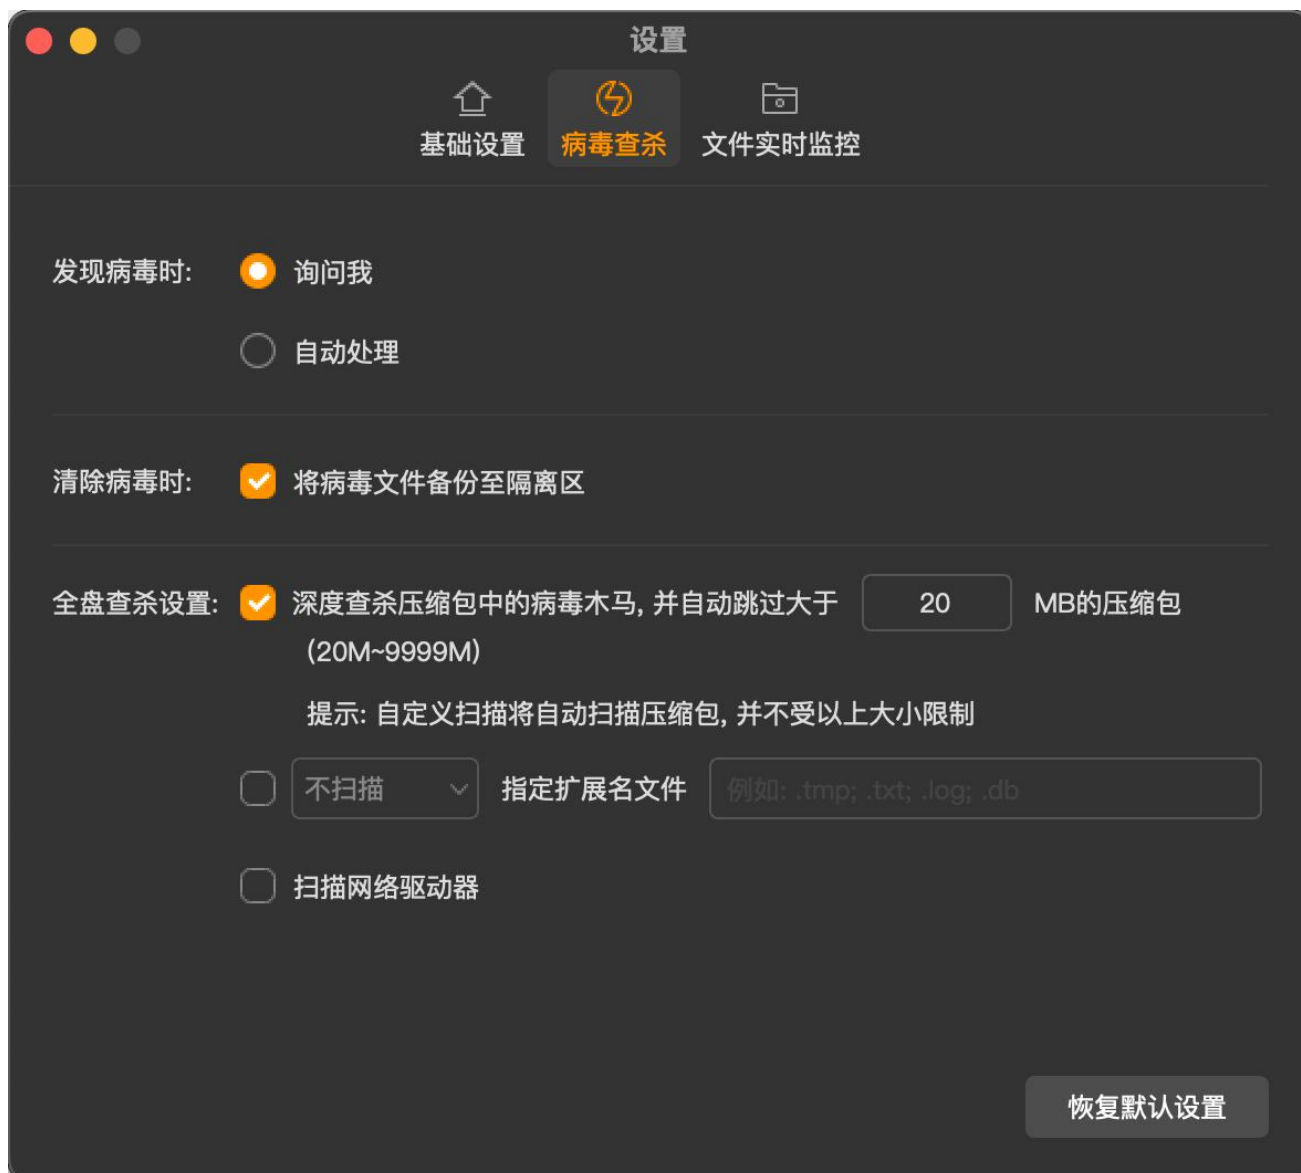 设置
基础设置 病毒查杀 文件实时监控
发现病毒时: 询问我
自动处理
清除病毒时: 将病毒文件备份至隔离区
全盘查杀设置: 深度查杀压缩包中的病毒木马, 并自动跳过大于 20 MB的压缩包
(20M~9999M)
提示: 自定义扫描将自动扫描压缩包, 并不受以上大小限制
不扫描 指定扩展名文件 例如: .tmp; .txt; .log; .db
扫描网络驱动器
恢复默认设置